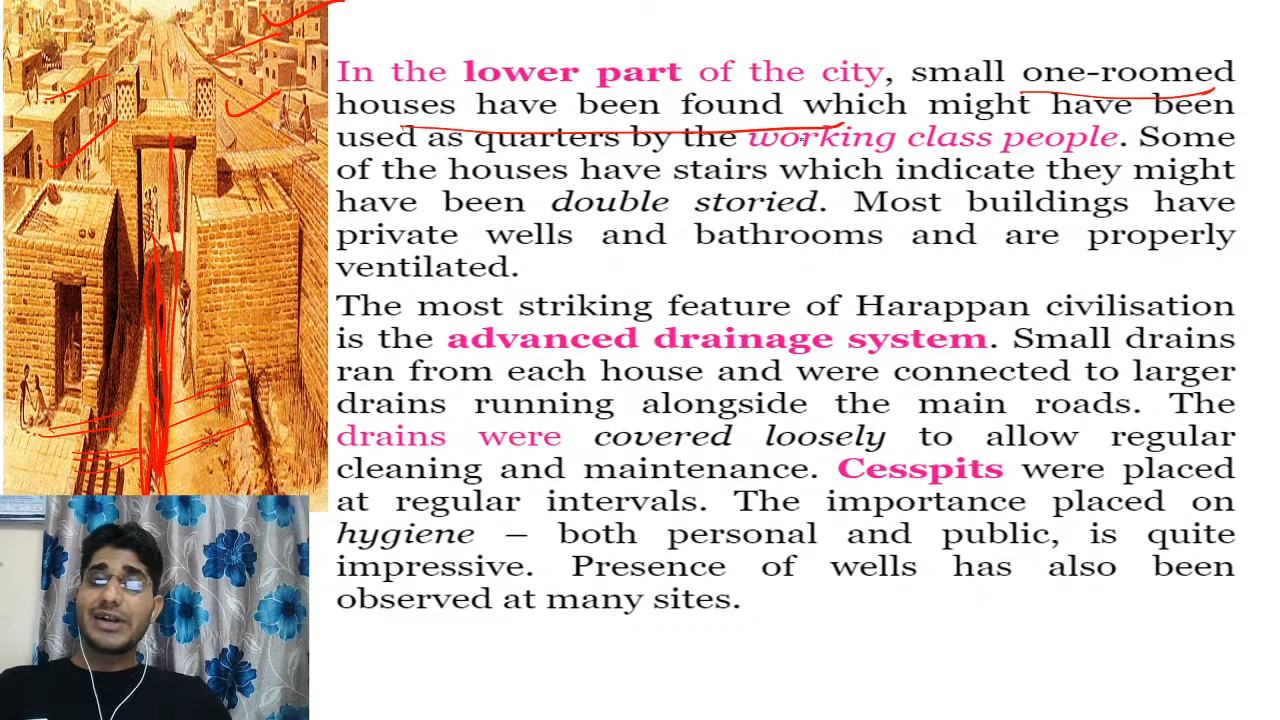 In the lower part of the city, small one-roomed
houses have been found which might have been
used as quarters by the working class people. Some
of the houses have stairs which indicate they might
have been double storied. Most buildings have
private wells and bathrooms and are properly
ventilated.
The most striking feature of Harappan civilisation
is the advanced drainage system. Small drains
ran from each house and were connected to larger
drains running alongside the main roads. The
drains were covered loosely to allow regular
cleaning and maintenance. Cesspits were placed
at regular intervals. The importance placed on
hygiene – both personal and public, is quite
impressive. Presence of wells has also been
observed at many sites.